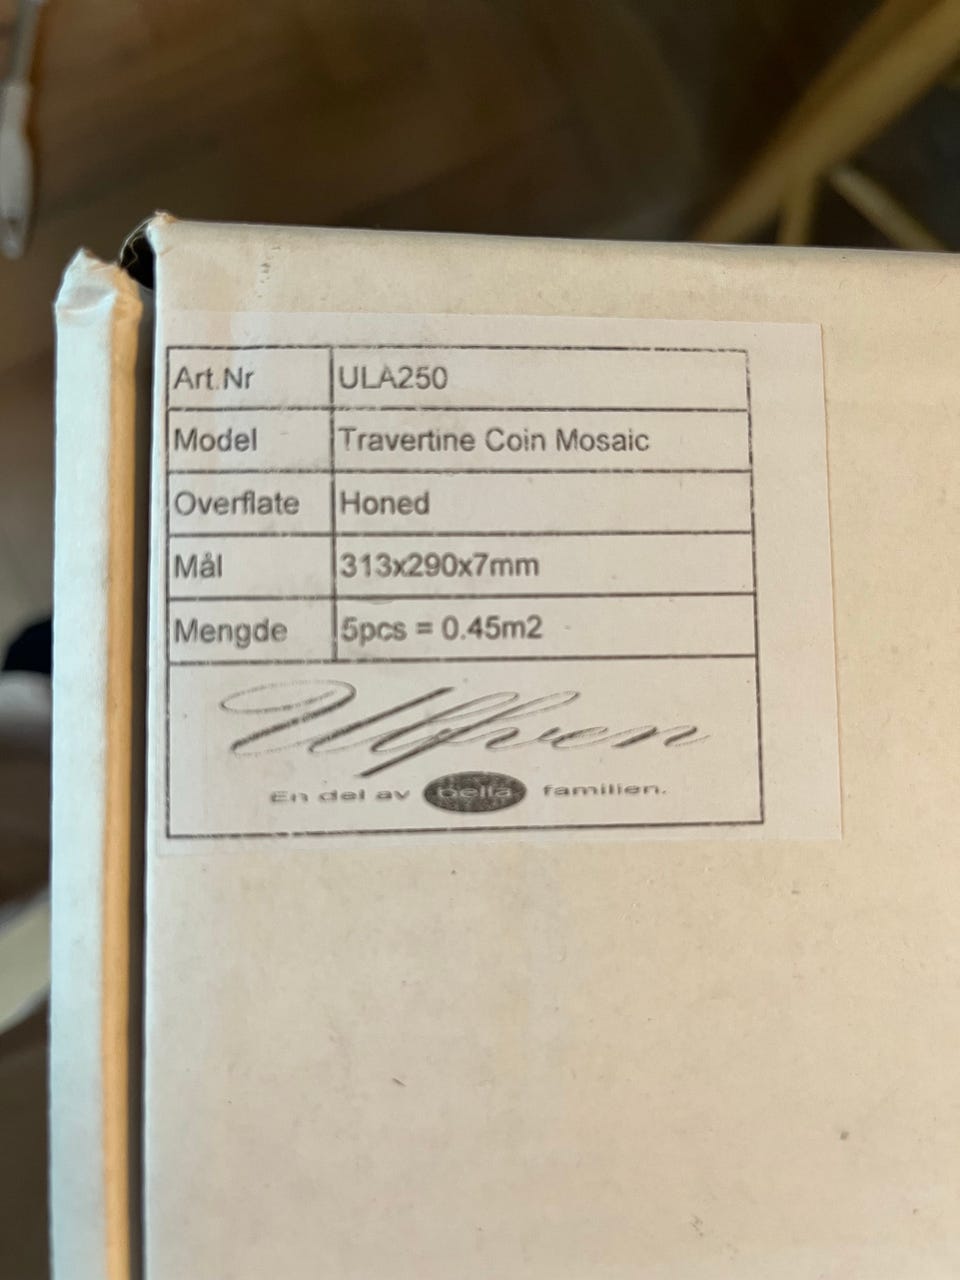 Art.Nr ULA250
Model Travertine Coin Mosaic
Overflate Honed
Mål 313x290x7mm
Mengde 5pcs = 0.45m2
Ulfven
En del av bella familien.